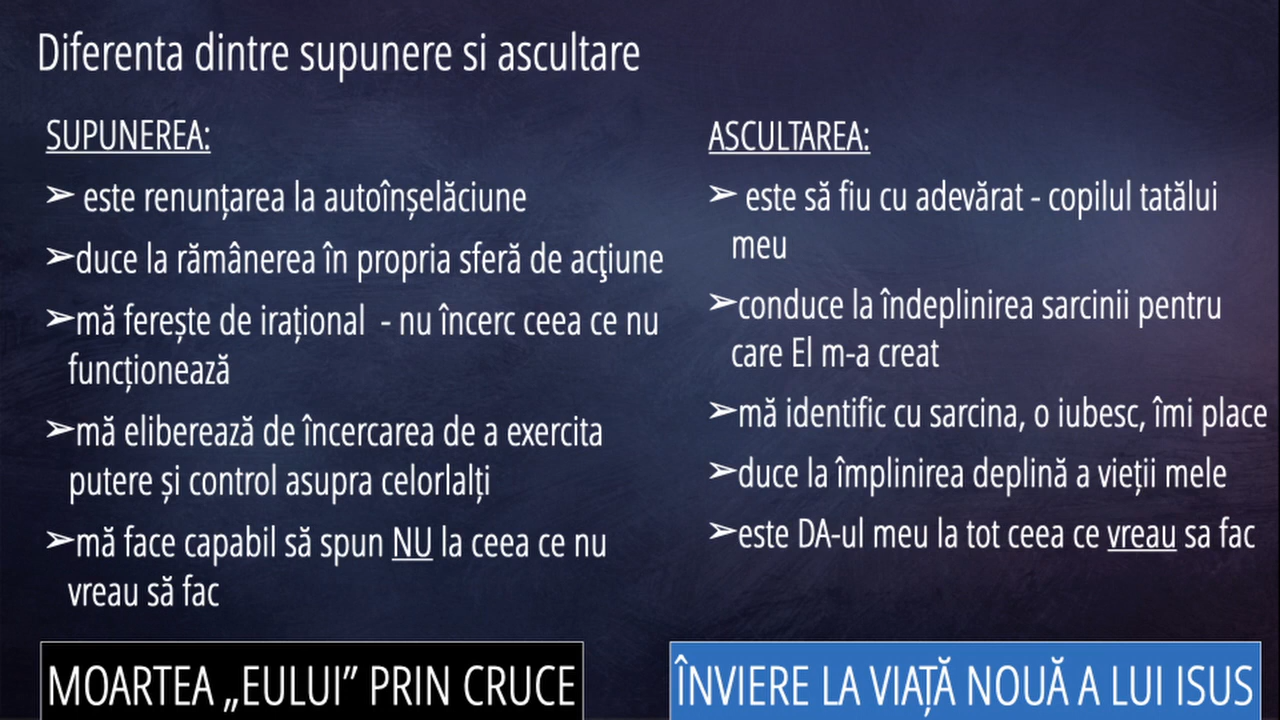 Diferenta dintre supunere si ascultare
SUPUNEREA:
➢ este renunțarea la autoînșelăciune
➢duce la rămânerea în propria sferă de acţiune
➢mă ferește de irațional - nu încerc ceea ce nu
funcționează
➢mă eliberează de încercarea de a exercita
putere și control asupra celorlalți
➢mă face capabil să spun NU la ceea ce nu
vreau să fac
MOARTEA „EULUI” PRIN CRUCE
ASCULTAREA:
➢ este să fiu cu adevărat - copilul tatălui
meu
➢conduce la îndeplinirea sarcinii pentru
care El m-a creat
➢mă identific cu sarcina, o iubesc, îmi place
➢duce la împlinirea deplină a vieții mele
➢este DA-ul meu la tot ceea ce vreau sa fac
ÎNVIERE LA VIAȚĂ NOUĂ A LUI ISUS